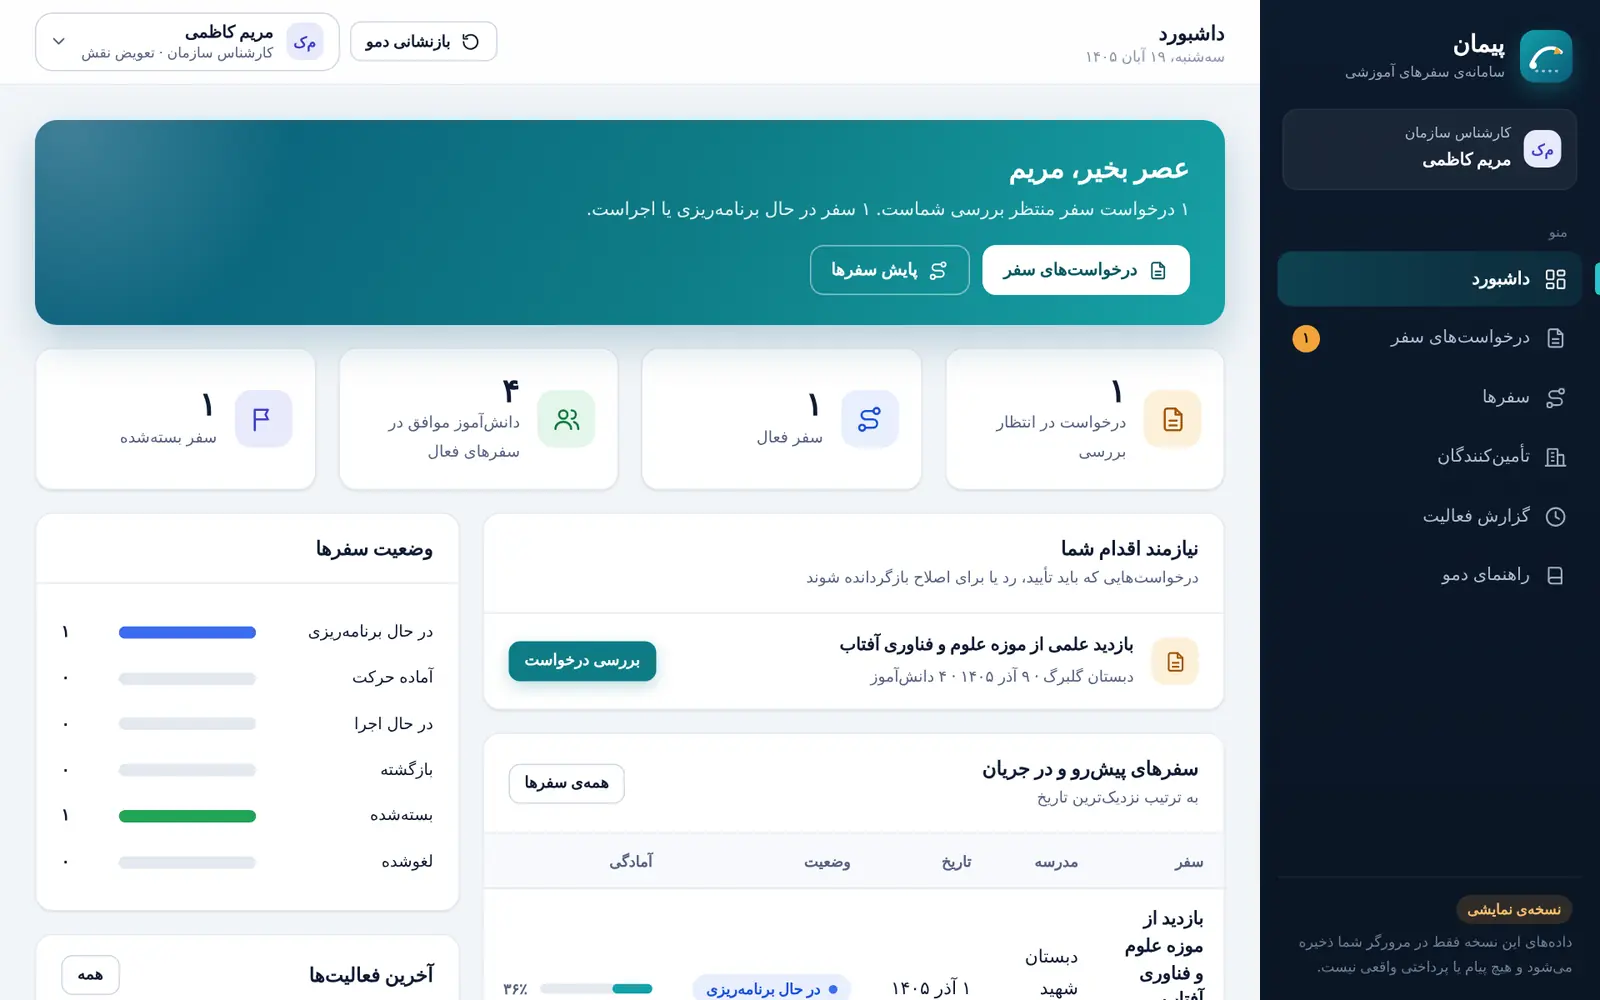 پیمان
سامانه‌ی سفرهای آموزشی
کارشناس سازمان
مریم کاظمی
م‌ک
منو
داشبورد
درخواست‌های سفر
۱
سفرها
تأمین‌کنندگان
گزارش فعالیت
راهنمای دمو
نسخه‌ی نمایشی
داده‌های این نسخه فقط در مرورگر شما ذخیره
می‌شود و هیچ پیام یا پرداختی واقعی نیست.
داشبورد
سه‌شنبه، ۱۹ آبان ۱۴۰۵
بازنشانی دمو
م‌ک
مریم کاظمی
کارشناس سازمان · تعویض نقش
عصر بخیر، مریم
۱ درخواست سفر منتظر بررسی شماست. ۱ سفر در حال برنامه‌ریزی یا اجراست.
درخواست‌های سفر
پایش سفرها
۱
درخواست در انتظار
بررسی
۱
سفر فعال
۴
دانش‌آموز موافق در
سفرهای فعال
۱
سفر بسته‌شده
نیازمند اقدام شما
درخواست‌هایی که باید تأیید، رد یا برای اصلاح بازگردانده شوند
بازدید علمی از موزه علوم و فناوری آفتاب
دبستان گلبرگ · ۹ آذر ۱۴۰۵ · ۴ دانش‌آموز
بررسی درخواست
سفرهای پیش‌رو و در جریان
به ترتیب نزدیک‌ترین تاریخ
همه‌ی سفرها
سفر مدرسه تاریخ وضعیت آمادگی
بازدید از
موزه علوم
و فناوری
آفتاب
دبستان
شهید
۱ آذر ۱۴۰۵
در حال برنامه‌ریزی
۳۶٪
وضعیت سفرها
در حال برنامه‌ریزی ۱
آماده حرکت ۰
در حال اجرا ۰
بازگشته ۰
بسته‌شده ۱
لغوشده ۰
آخرین فعالیت‌ها
همه